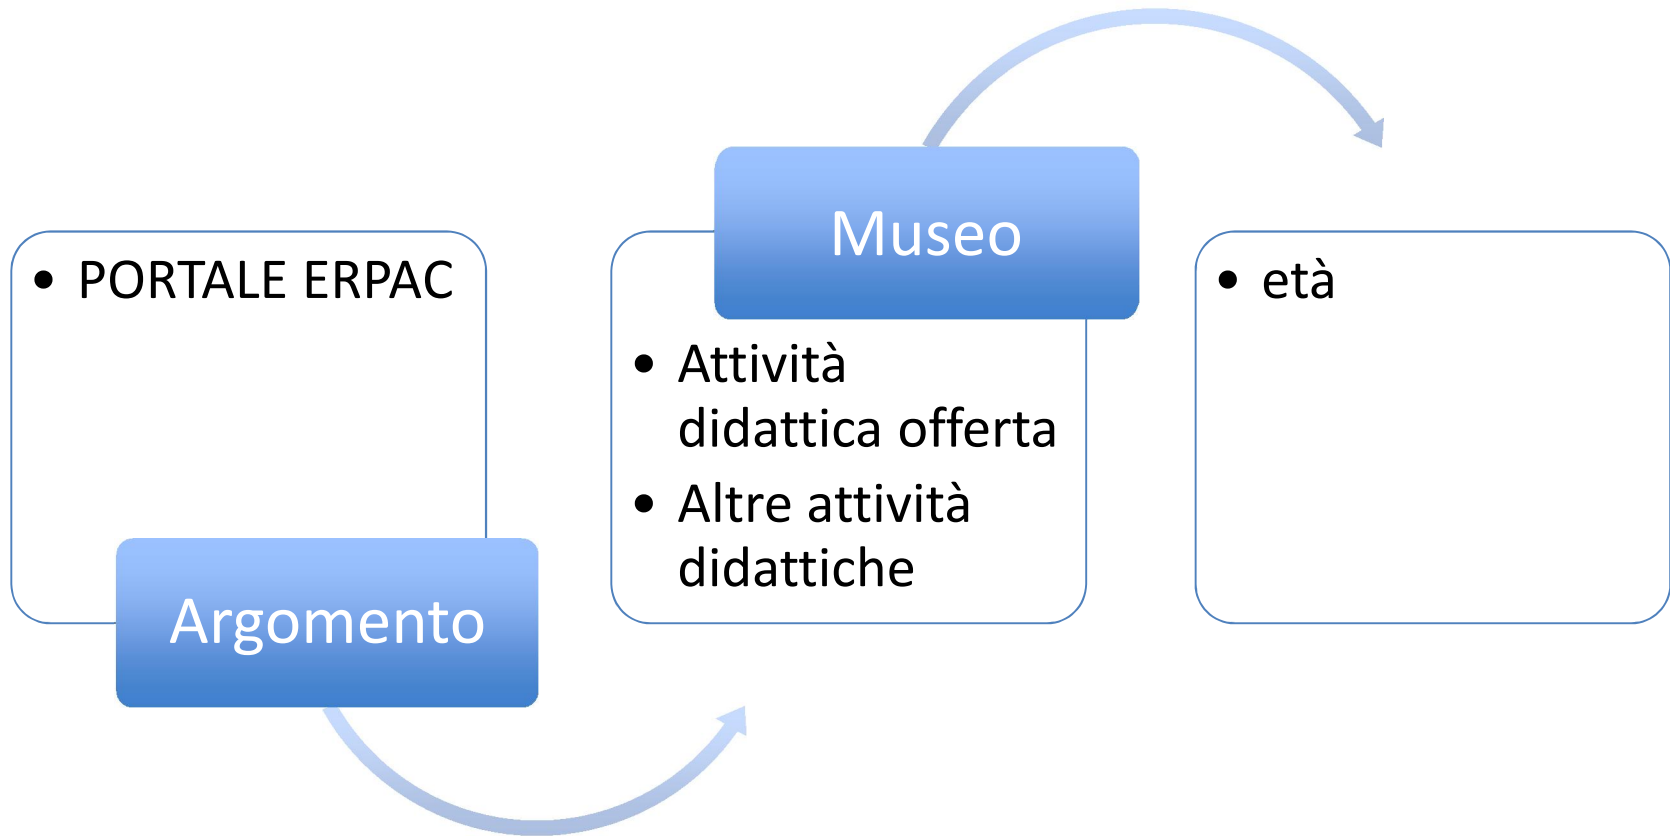 • PORTALE ERPAC
Argomento
Museo
• Attività
didattica offerta
• Altre attività
didattiche
• età